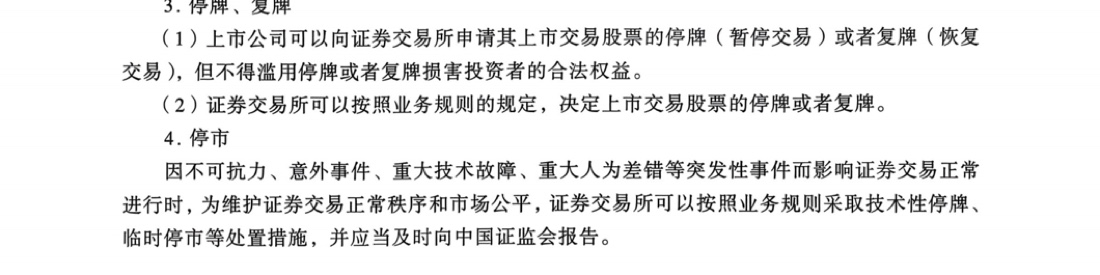 3. 停牌、复牌
（1）上市公司可以向证券交易所申请其上市交易股票的停牌（暂停交易）或者复牌（恢复
交易），但不得滥用停牌或者复牌损害投资者的合法权益。
（2）证券交易所可以按照业务规则的规定，决定上市交易股票的停牌或者复牌。
4. 停市
因不可抗力、意外事件、重大技术故障、重大人为差错等突发性事件而影响证券交易正常
进行时，为维护证券交易正常秩序和市场公平，证券交易所可以按照业务规则采取技术性停牌、
临时停市等处置措施，并应当及时向中国证监会报告。